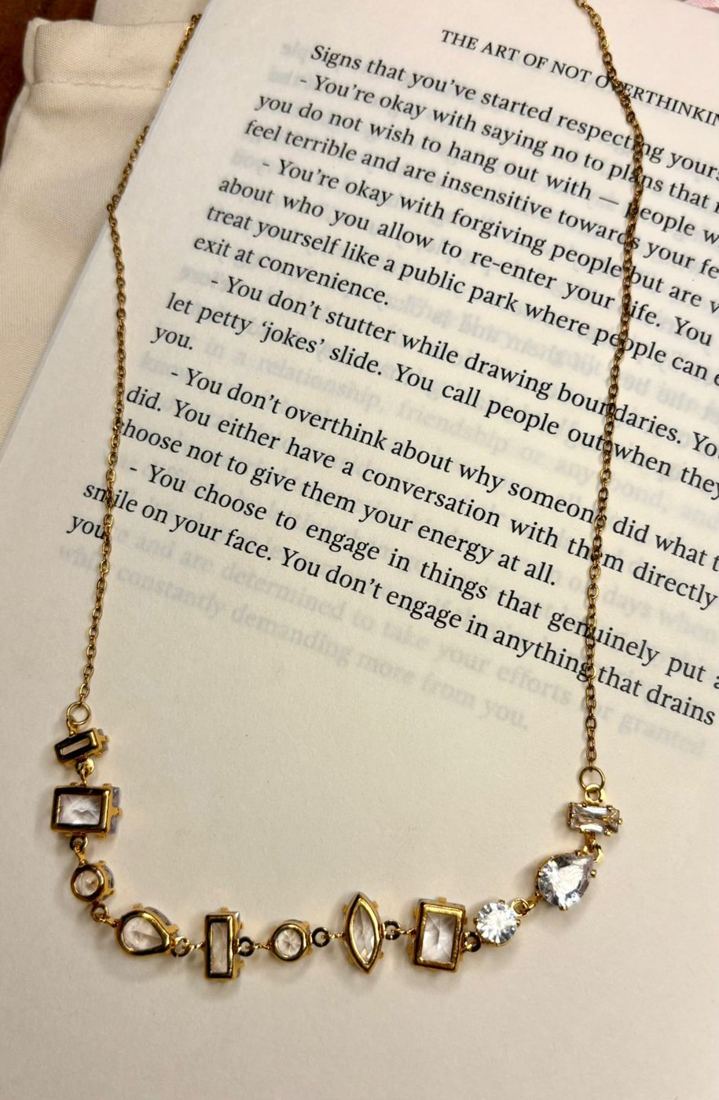 THE ART OF NOT OVERTHINKIN
Signs that you've started respecting yours
- You're okay with saying no to plans that
you do not wish to hang out with — people w
feel terrible and are insensitive towards your fe
- You're okay with forgiving people but are v
about who you allow to re-enter your life. You
treat yourself like a public park where people can e
exit at convenience.
- You don't stutter while drawing boundaries. Yo
let petty 'jokes' slide. You call people out when they
you.
- You don't overthink about why someone did what t
did. You either have a conversation with them directly
choose not to give them your energy at all.
- You choose to engage in things that genuinely put a
smile on your face. You don't engage in anything that drains
you.